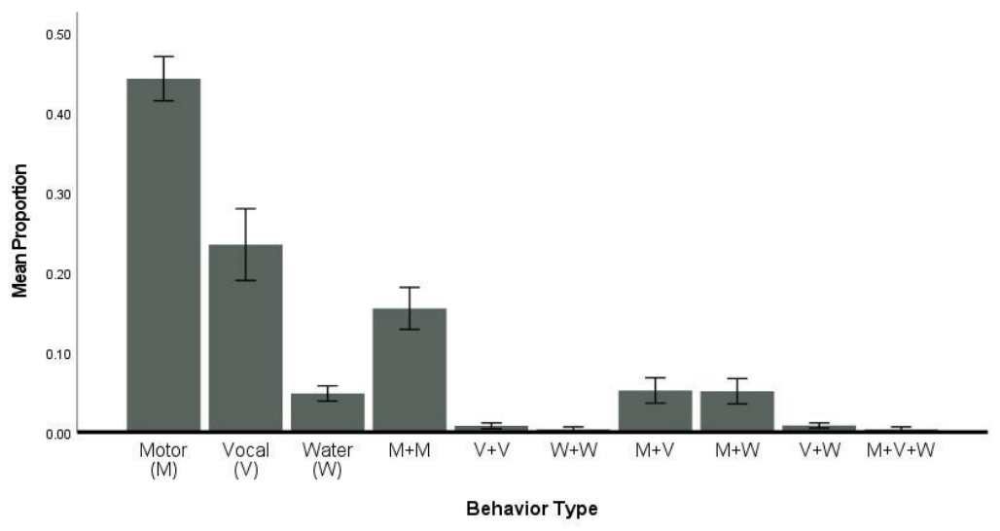 0.50
0.40
0.30
0.20
0.10
0.00
Mean Proportion
Motor
(M)
Vocal
(V)
Water
(W)
M+M
V+V
W+W
M+V
M+W
V+W
M+V+W
Behavior Type